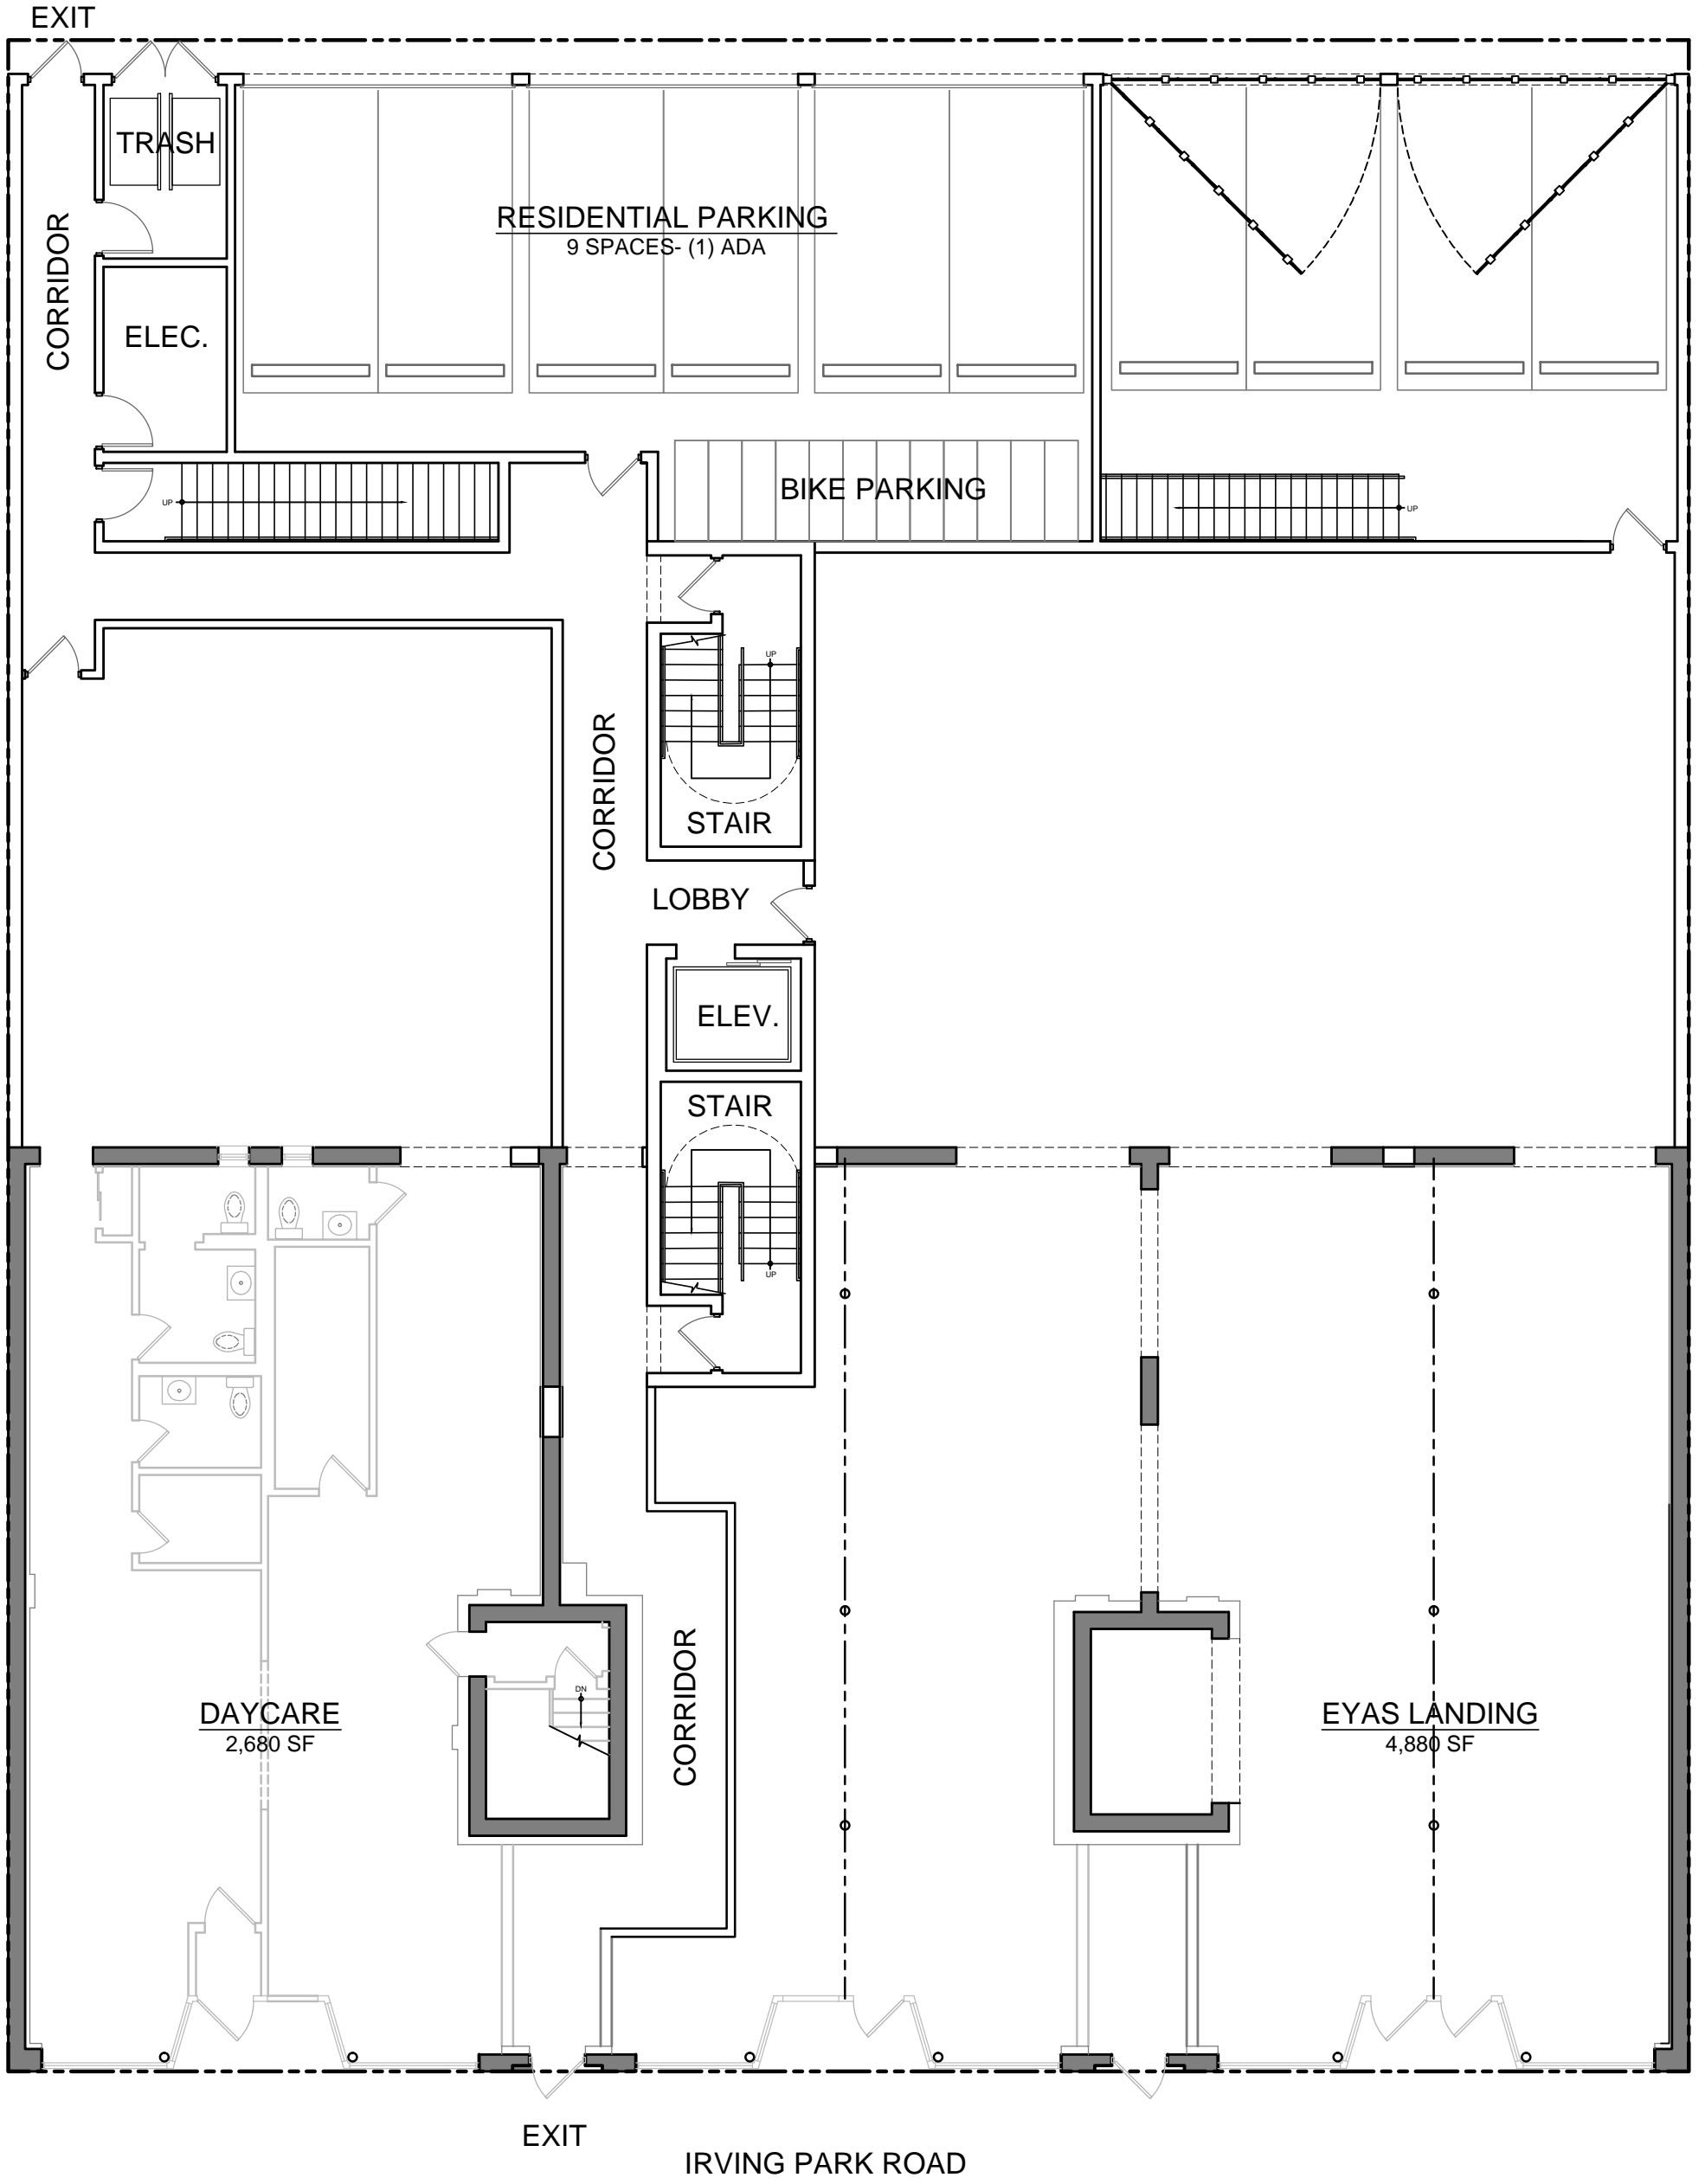 EXIT
TRASH
CORRIDOR
RESIDENTIAL PARKING
9 SPACES- (1) ADA
ELEC.
BIKE PARKING
UP
UP
UP
CORRIDOR
STAIR
LOBBY
ELEV.
STAIR
UP
DN
CORRIDOR
DAYCARE
2,680 SF
EYAS LANDING
4,880 SF
EXIT
IRVING PARK ROAD